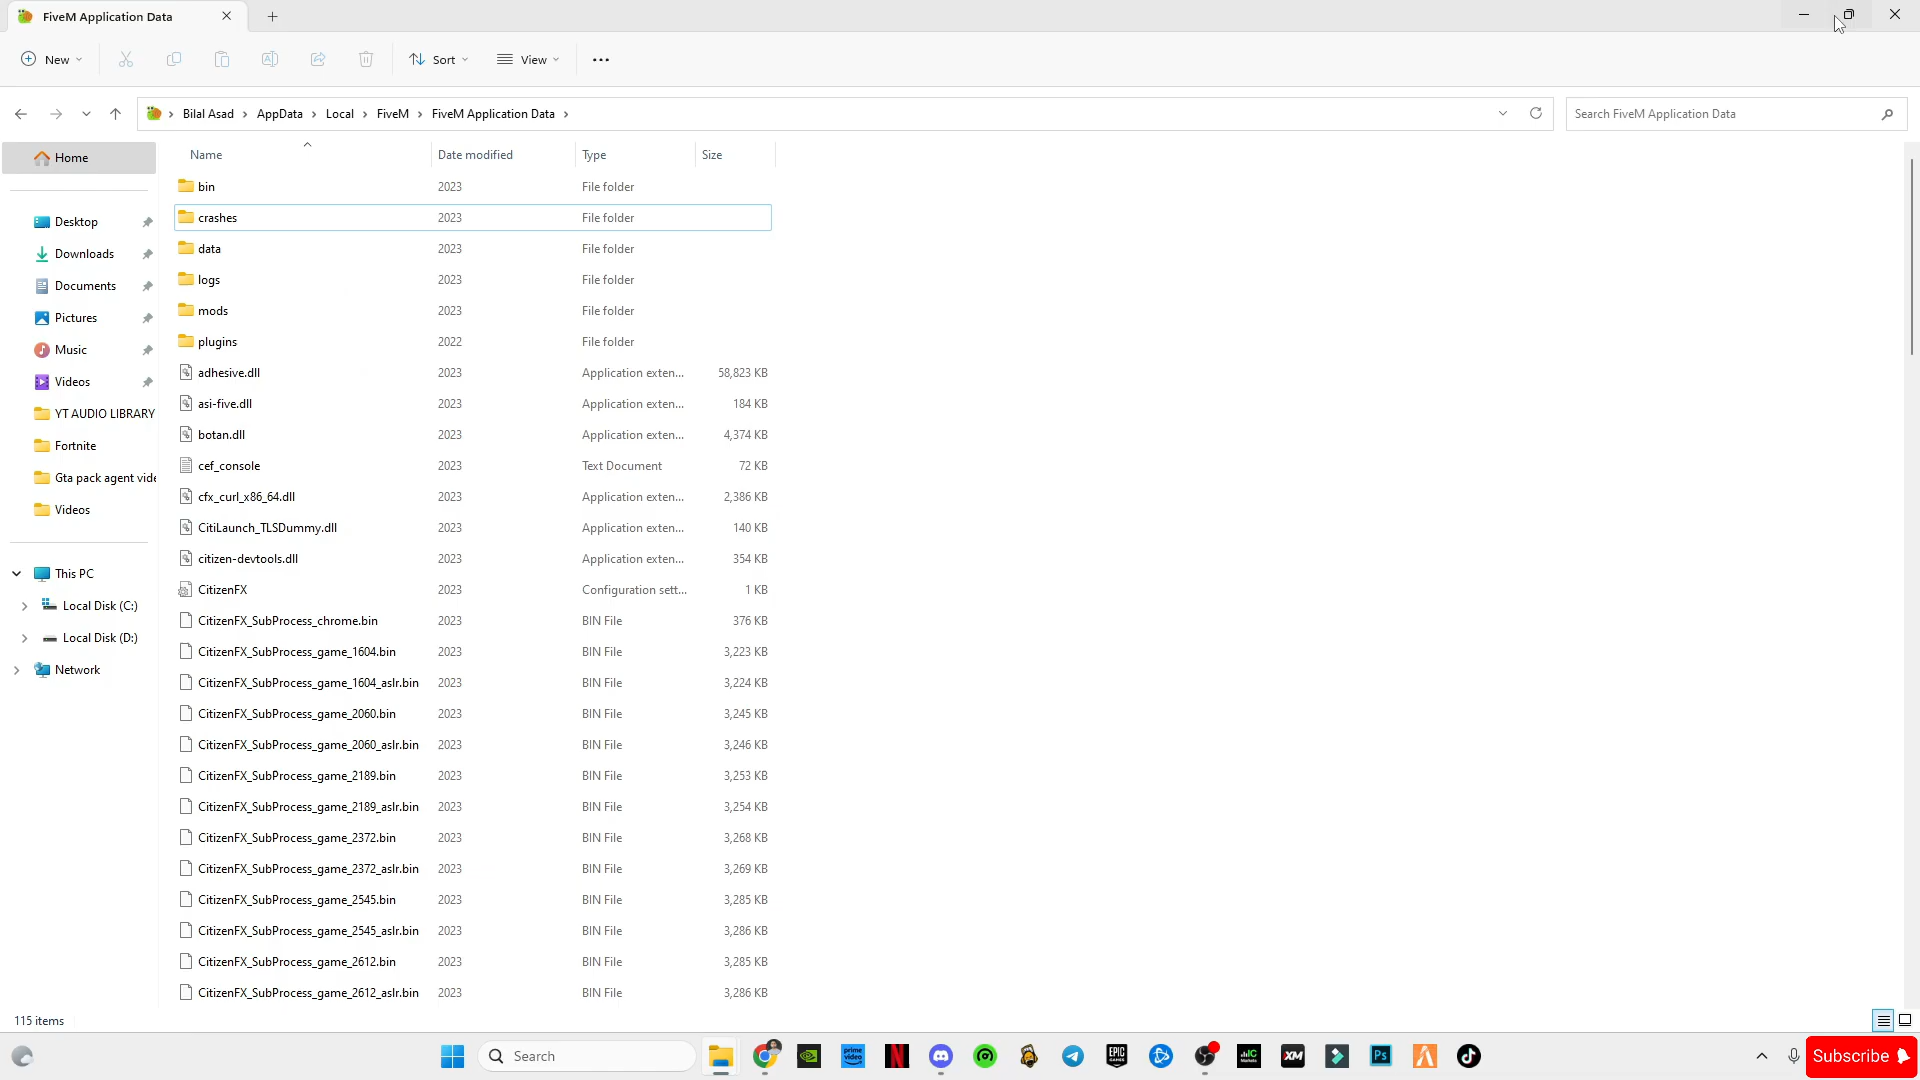 FiveM Application Data
New
Sort
View
Bilal Asad > AppData > Local > FiveM > FiveM Application Data >
Search FiveM Application Data
Home
Desktop
Downloads
Documents
Pictures
Music
Videos
YT AUDIO LIBRARY
Fortnite
Gta pack agent vide
Videos
This PC
Local Disk (C:)
Local Disk (D:)
Network
Name Date modified Type Size
bin 2023 File folder
crashes 2023 File folder
data 2023 File folder
logs 2023 File folder
mods 2023 File folder
plugins 2022 File folder
adhesive.dll 2023 Application exten... 58,823 KB
asi-five.dll 2023 Application exten... 184 KB
botan.dll 2023 Application exten... 4,374 KB
cef_console 2023 Text Document 72 KB
cfx_curl_x86_64.dll 2023 Application exten... 2,386 KB
CitiLaunch_TLSDummy.dll 2023 Application exten... 140 KB
citizen-devtools.dll 2023 Application exten... 354 KB
CitizenFX 2023 Configuration sett... 1 KB
CitizenFX_SubProcess_chrome.bin 2023 BIN File 376 KB
CitizenFX_SubProcess_game_1604.bin 2023 BIN File 3,223 KB
CitizenFX_SubProcess_game_1604_aslr.bin 2023 BIN File 3,224 KB
CitizenFX_SubProcess_game_2060.bin 2023 BIN File 3,245 KB
CitizenFX_SubProcess_game_2060_aslr.bin 2023 BIN File 3,246 KB
CitizenFX_SubProcess_game_2189.bin 2023 BIN File 3,253 KB
CitizenFX_SubProcess_game_2189_aslr.bin 2023 BIN File 3,254 KB
CitizenFX_SubProcess_game_2372.bin 2023 BIN File 3,268 KB
CitizenFX_SubProcess_game_2372_aslr.bin 2023 BIN File 3,269 KB
CitizenFX_SubProcess_game_2545.bin 2023 BIN File 3,285 KB
CitizenFX_SubProcess_game_2545_aslr.bin 2023 BIN File 3,286 KB
CitizenFX_SubProcess_game_2612.bin 2023 BIN File 3,285 KB
CitizenFX_SubProcess_game_2612_aslr.bin 2023 BIN File 3,286 KB
115 items
Search
prime video
N
EPIC GAMES
XM
Ps
Subscribe